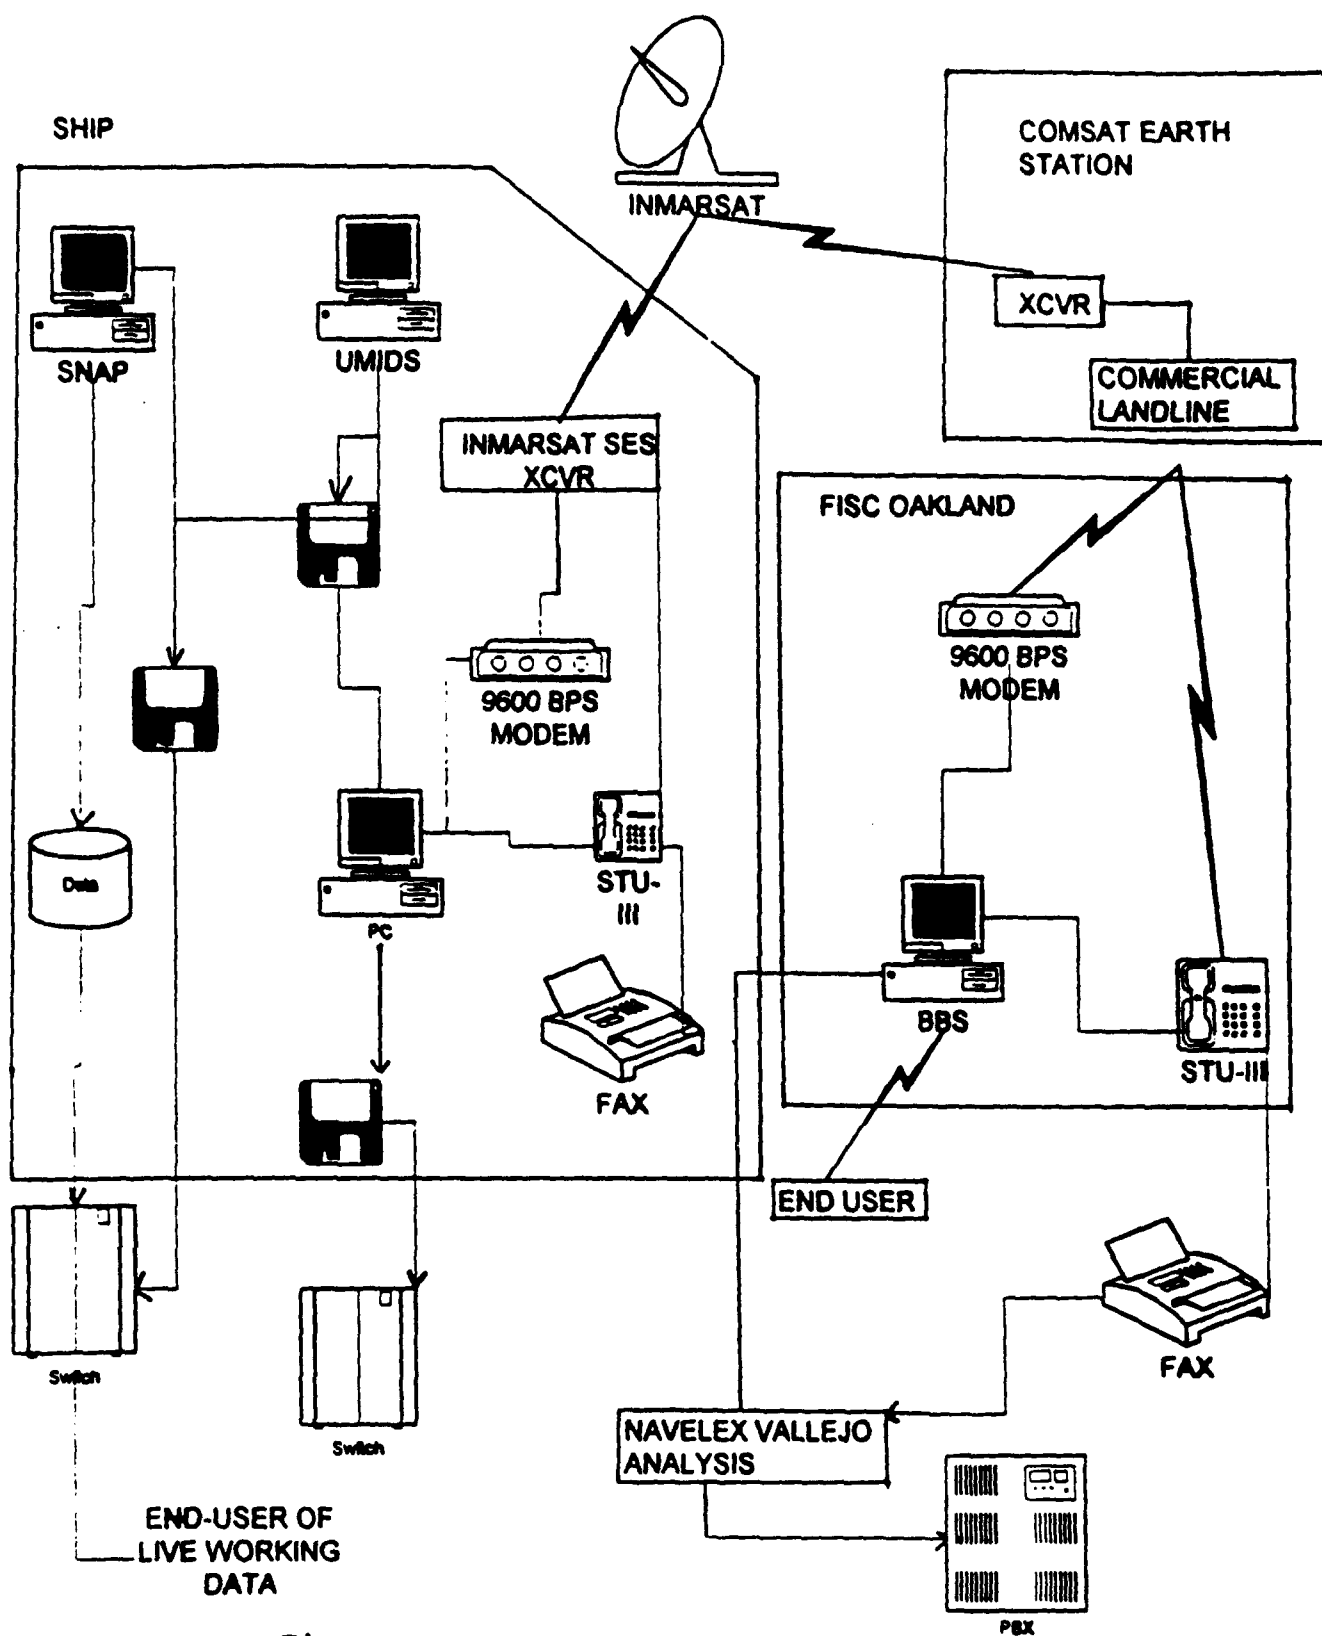 SHIP
INMARSAT
COMSAT EARTH
STATION
XCVR
COMMERCIAL
LANDLINE
SNAP
UMIDS
INMARSAT SES
XCVR
9600 BPS
MODEM
Data
PC
STU-
III
FAX
FISC OAKLAND
9600 BPS
MODEM
BBS
STU-III
END USER
Switch
Switch
FAX
NAVELEX VALLEJO
ANALYSIS
PBX
END-USER OF
LIVE WORKING
DATA